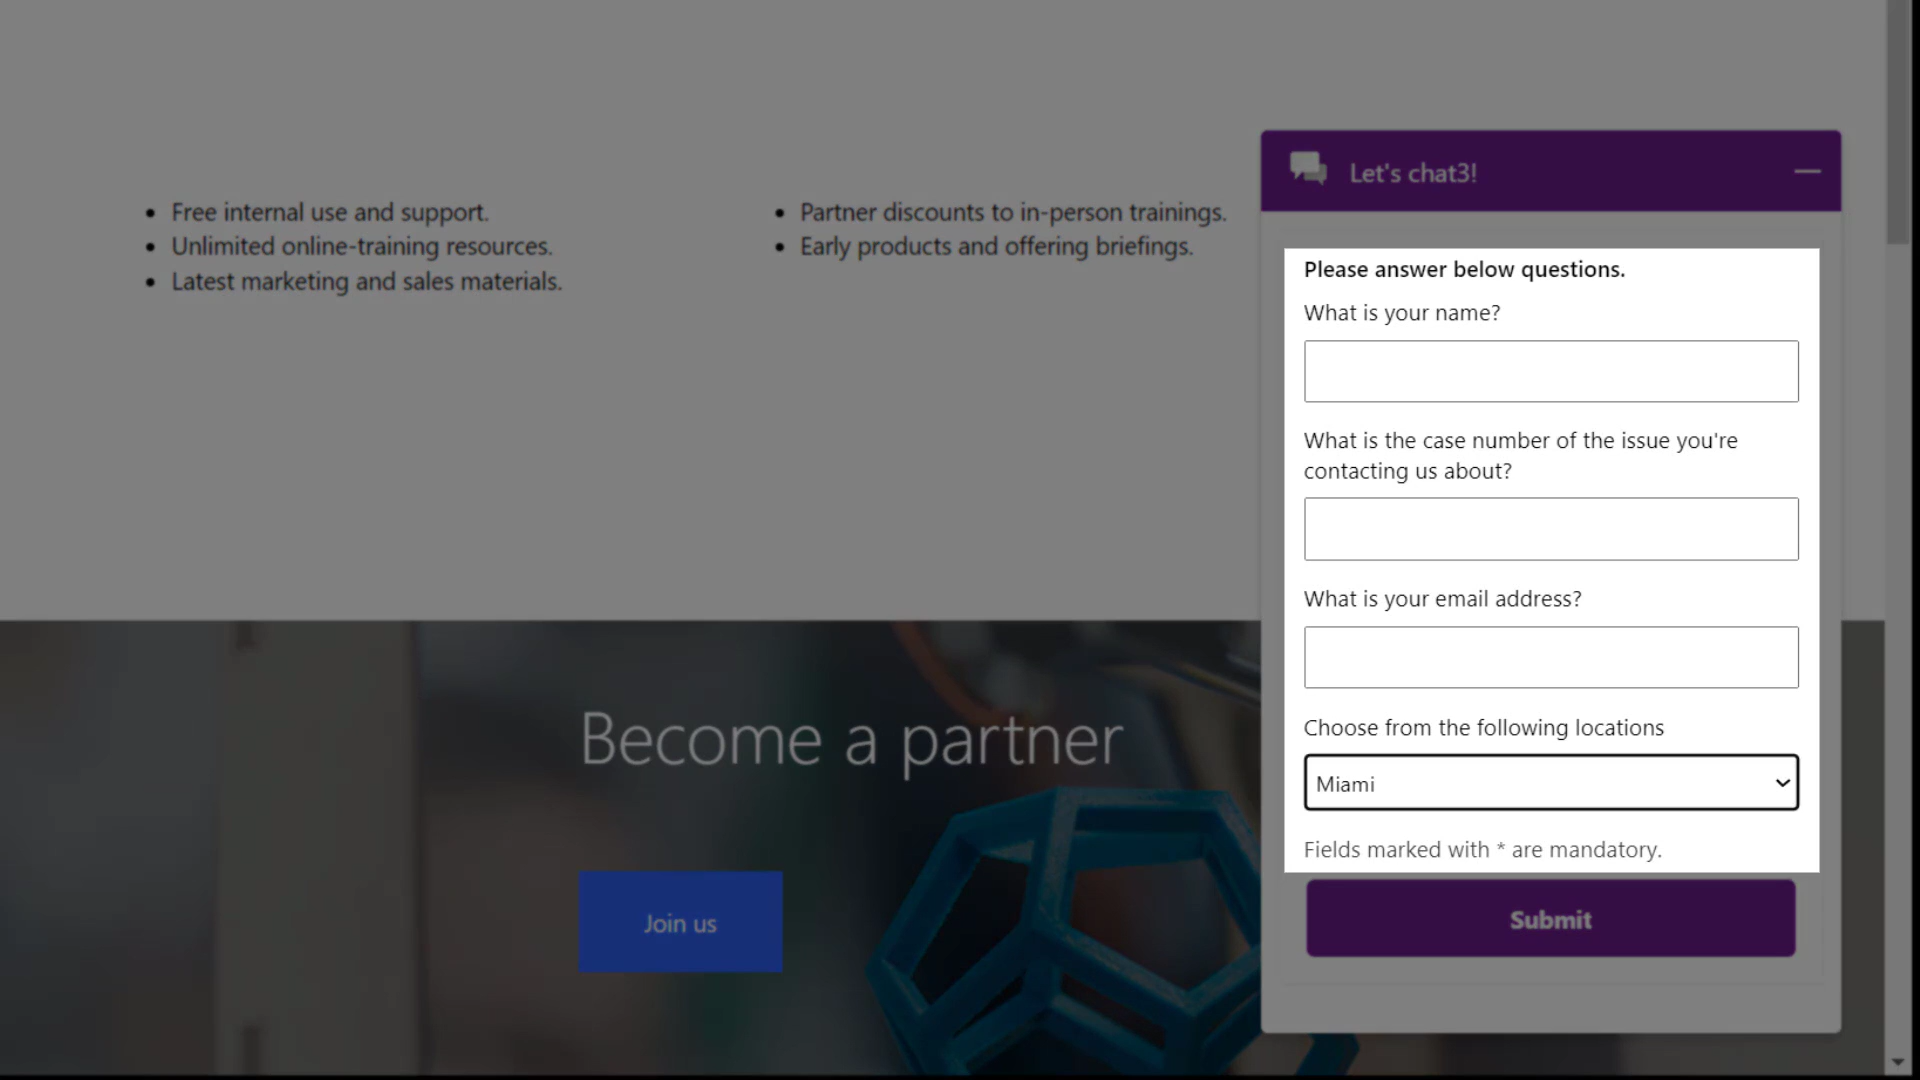 Free internal use and support.
Unlimited online-training resources.
Latest marketing and sales materials.
Partner discounts to in-person trainings.
Early products and offering briefings.
Become a partner
Join us
Let's chat3!
Please answer below questions.
What is your name?
What is the case number of the issue you're
contacting us about?
What is your email address?
Choose from the following locations
Miami
Fields marked with * are mandatory.
Submit